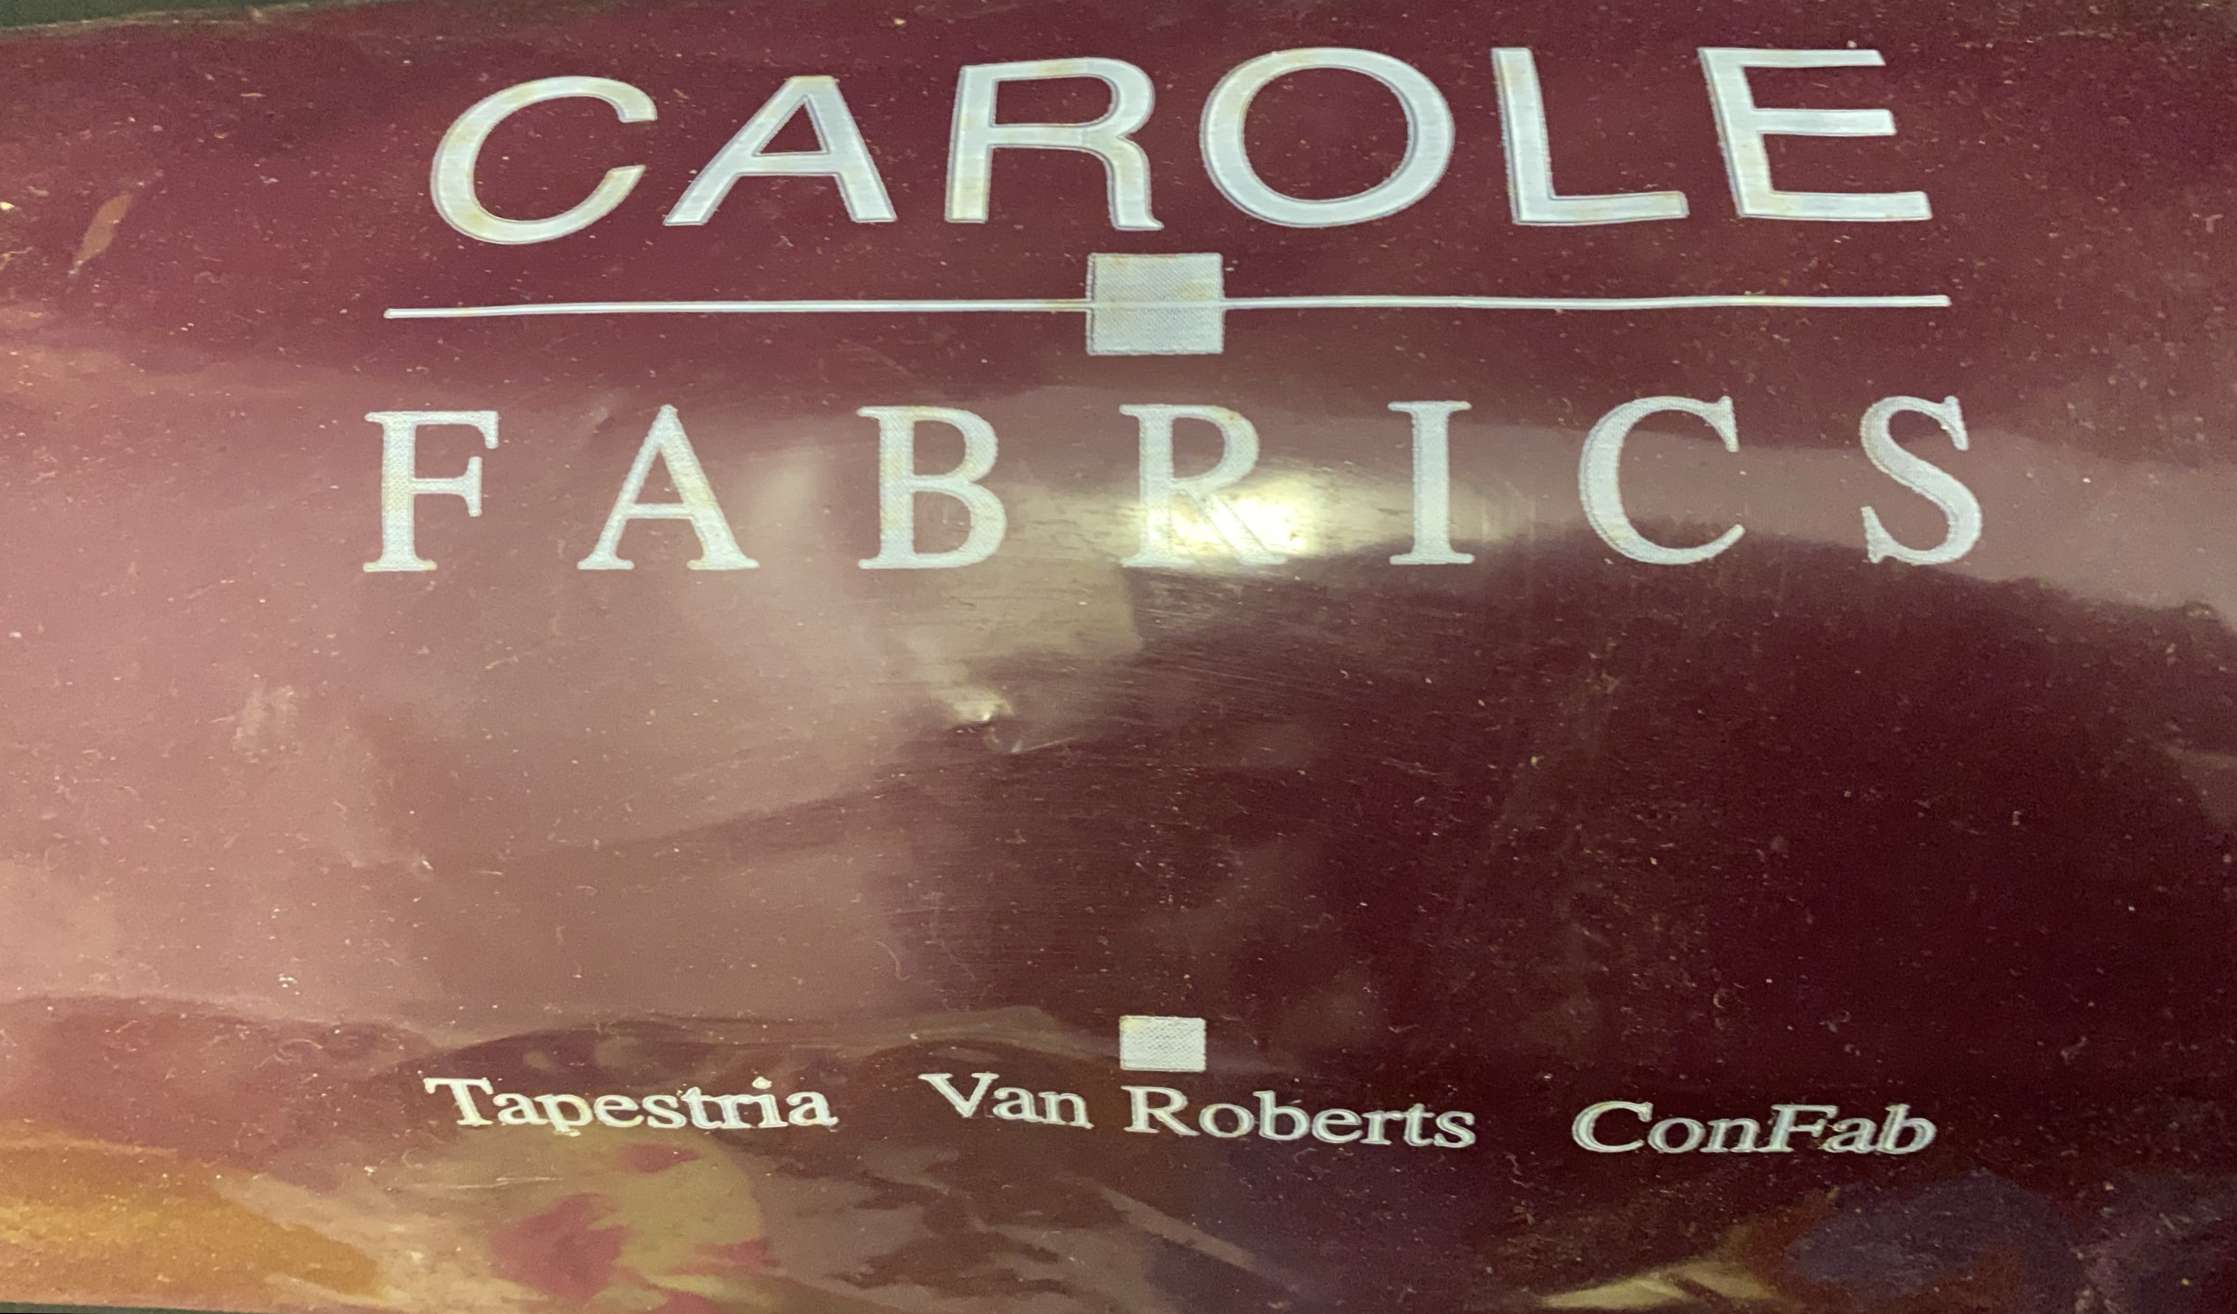 CAROLE
FABRICS
Tapestria Van Roberts ConFab